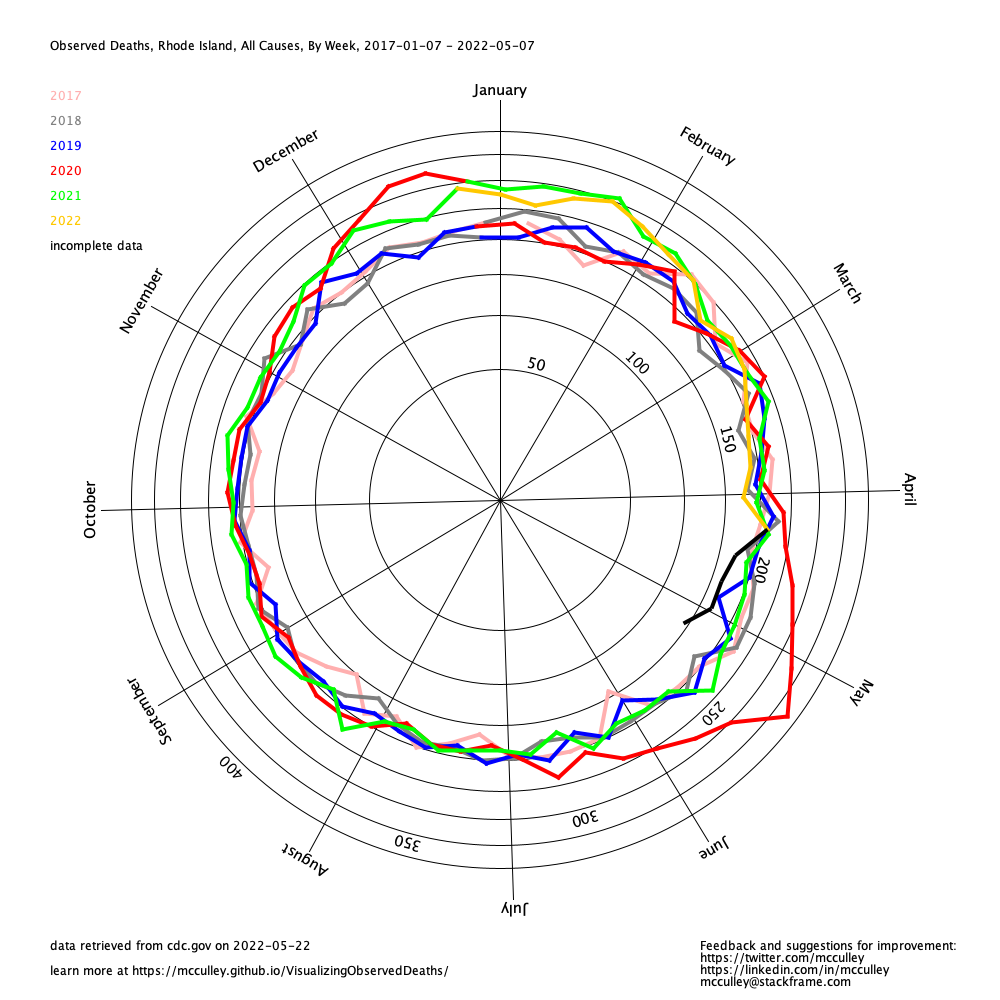 Observed Deaths, Rhode Island, All Causes, By Week, 2017-01-07 - 2022-05-07
2017
2018
2019
2020
2021
2022
incomplete data
January
February
March
April
May
June
July
August
September
October
November
December
50
100
150
200
250
300
350
400
data retrieved from cdc.gov on 2022-05-22
learn more at https://mcculley.github.io/VisualizingObservedDeaths/
Feedback and suggestions for improvement:
https://twitter.com/mcculley
https://linkedin.com/in/mcculley
mcculley@stackframe.com